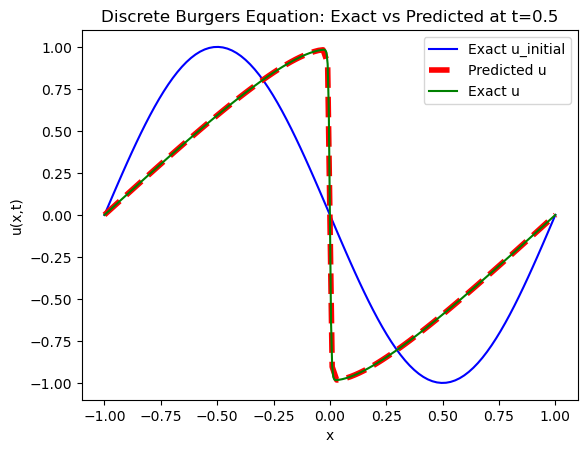 Discrete Burgers Equation: Exact vs Predicted at t=0.5
Exact u_initial
Predicted u
Exact u
u(x,t)
1.00
0.75
0.50
0.25
0.00
−0.25
−0.50
−0.75
−1.00
−1.00 −0.75 −0.50 −0.25 0.00 0.25 0.50 0.75 1.00
x